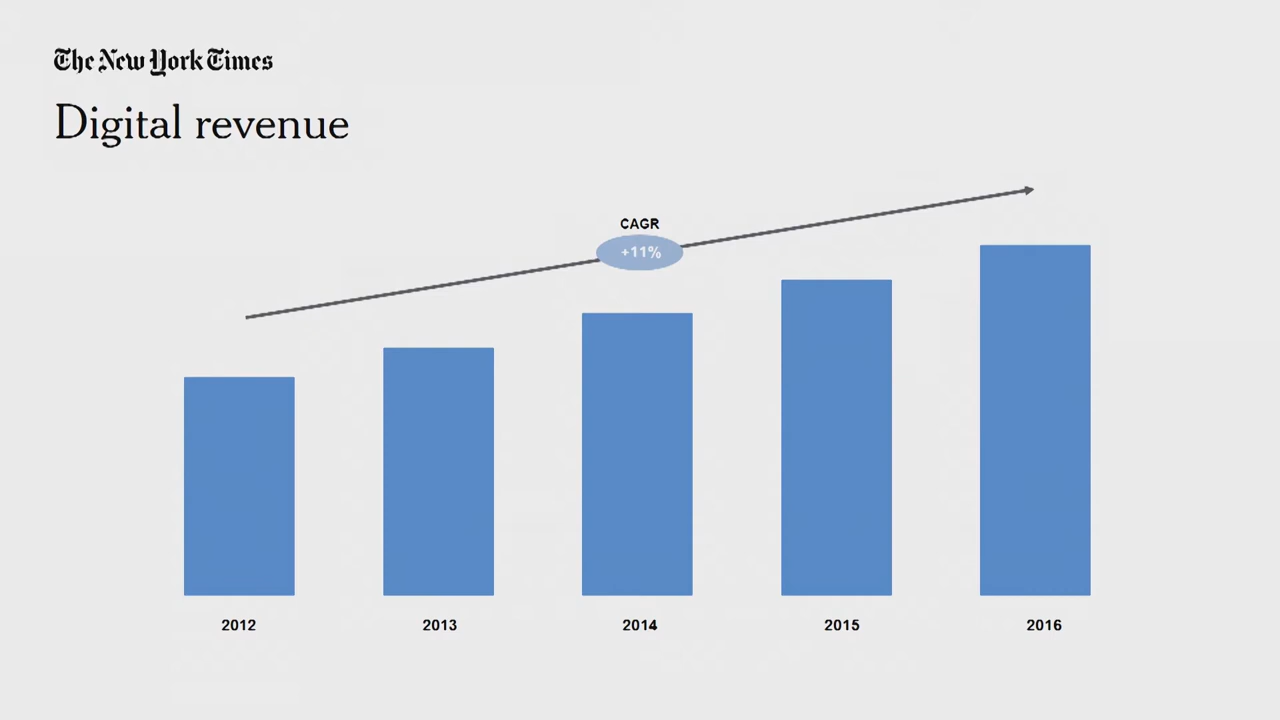 The New York Times
Digital revenue
CAGR
+11%
2012 2013 2014 2015 2016